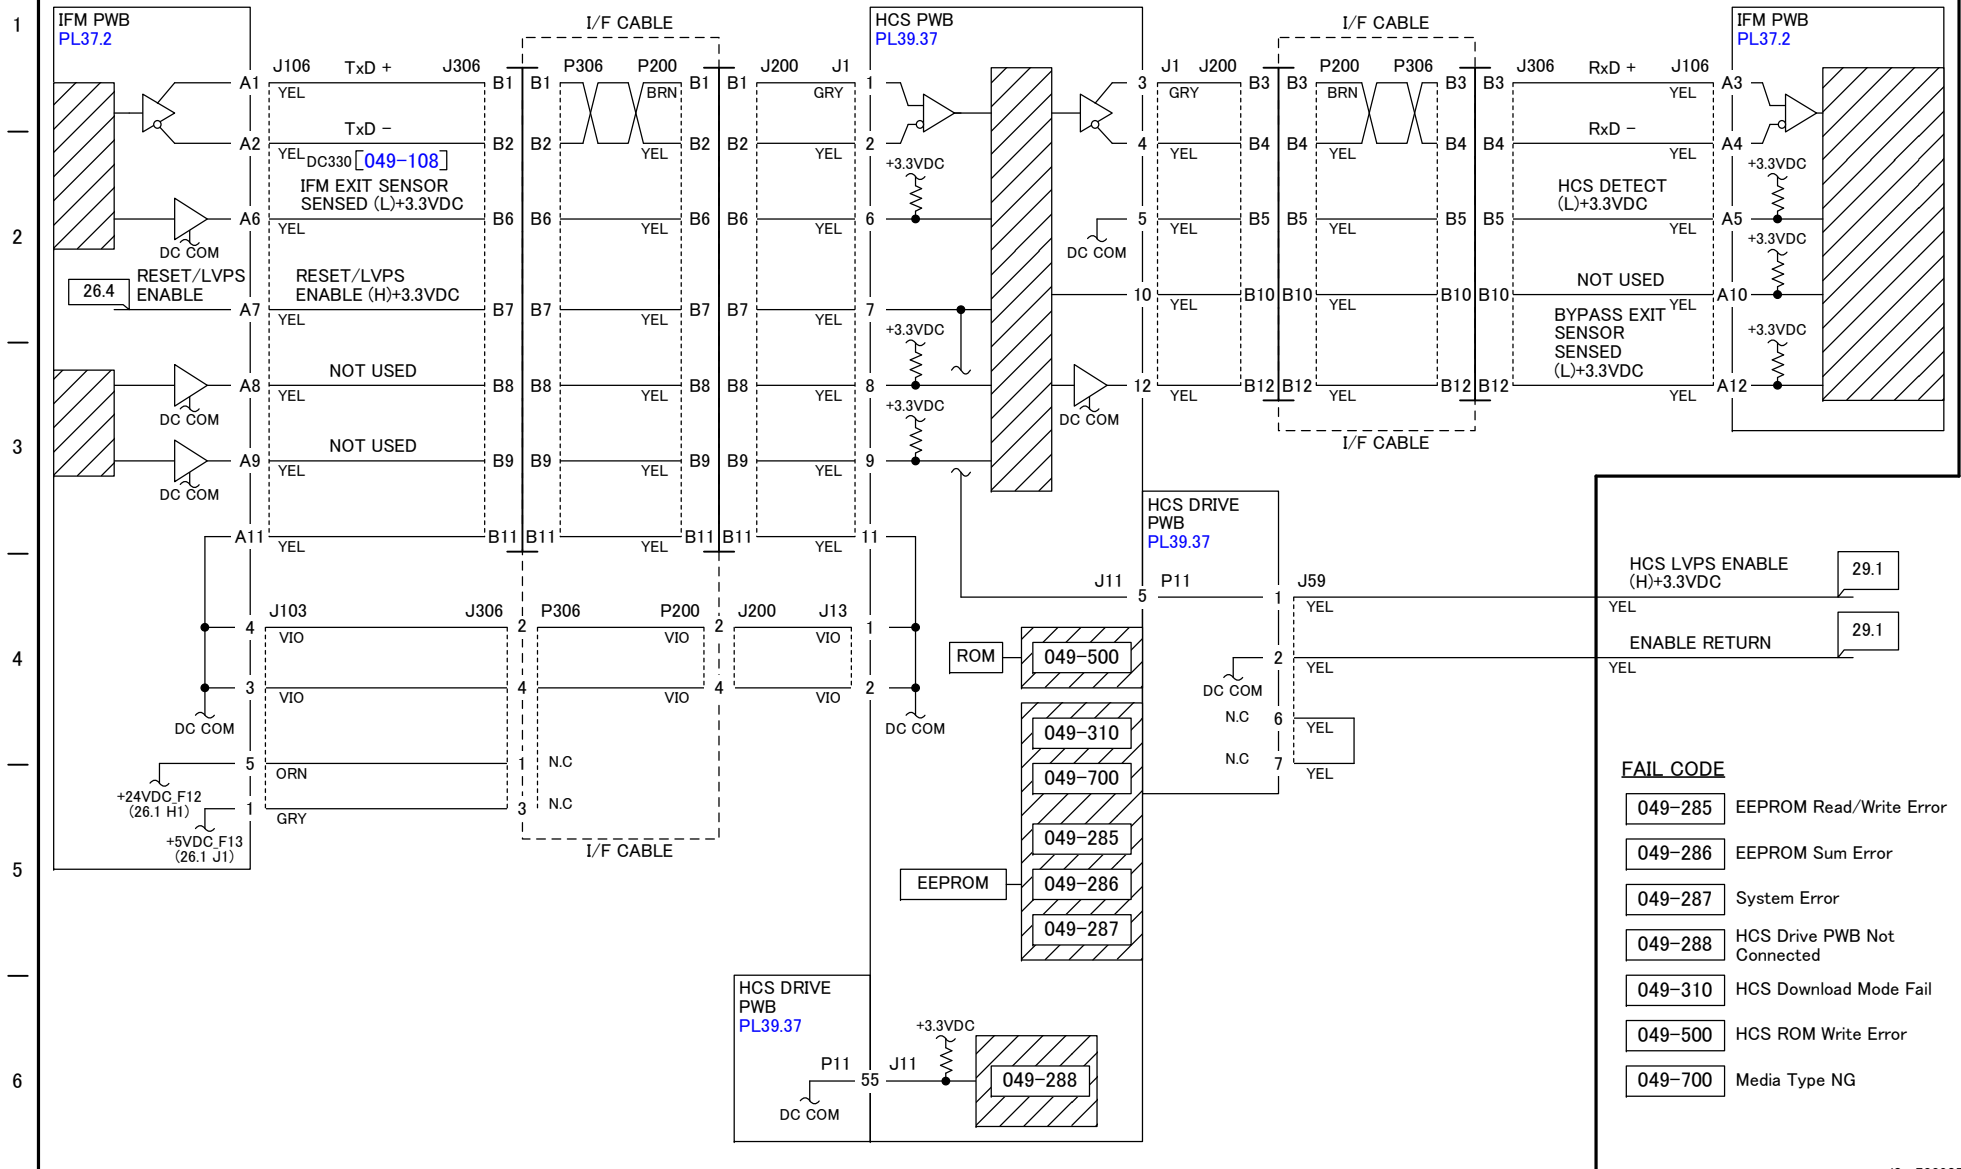 1
IFM PWB
PL37.2
I/F CABLE
HCS PWB
PL39.37
I/F CABLE
IFM PWB
PL37.2
J106 TxD + J306 P306 P200 J200 J1
J1 J200 P200 P306 J306 RxD + J106
A1 YEL B1 B1 BRN B1 B1 GRY 1
3 GRY B3 B3 BRN B3 B3 YEL A3
TxD -
RxD -
A2 YEL B2 B2 YEL B2 B2 YEL 2
4 YEL B4 B4 YEL B4 B4 YEL A4
DC330 [049-108]
+3.3VDC
+3.3VDC
IFM EXIT SENSOR
SENSED (L)+3.3VDC
HCS DETECT
(L)+3.3VDC
A6 YEL B6 B6 YEL B6 B6 YEL 6
5 YEL B5 B5 YEL B5 B5 YEL A5
2
DC COM
DC COM
+3.3VDC
26.4
RESET/LVPS
ENABLE
RESET/LVPS
ENABLE (H)+3.3VDC
NOT USED
10 YEL B10 B10 YEL B10 B10 YEL A10
A7 YEL B7 B7 YEL B7 B7 YEL 7
BYPASS EXIT
SENSOR
SENSED
(L)+3.3VDC
+3.3VDC
+3.3VDC
NOT USED
A8 YEL B8 B8 YEL B8 B8 YEL 8
12 YEL B12 B12 YEL B12 B12 YEL A12
DC COM
+3.3VDC
DC COM
3
NOT USED
I/F CABLE
A9 YEL B9 B9 YEL B9 B9 YEL 9
DC COM
HCS DRIVE
PWB
PL39.37
A11 YEL B11 B11 YEL B11 B11 YEL 11
HCS LVPS ENABLE
(H)+3.3VDC
29.1
J11 5 P11 1 J59
YEL YEL
J103 J306 P306 P200 J200 J13
4 VIO 2 VIO 2 VIO 1
ENABLE RETURN
29.1
4
ROM
049-500
2 YEL YEL
DC COM
3 VIO 4 VIO 4 VIO 2
DC COM
DC COM
N.C 6 YEL
049-310
N.C 7 YEL
5 ORN 1 N.C
+24VDC_F12
(26.1 H1)
049-700
1 GRY 3 N.C
+5VDC_F13
(26.1 J1)
I/F CABLE
049-285
5
EEPROM
049-286
049-287
FAIL CODE
049-285 EEPROM Read/Write Error
049-286 EEPROM Sum Error
049-287 System Error
049-288 HCS Drive PWB Not
Connected
049-310 HCS Download Mode Fail
049-500 HCS ROM Write Error
049-700 Media Type NG
HCS DRIVE
PWB
PL39.37
+3.3VDC
6
P11 55 J11
049-288
DC COM